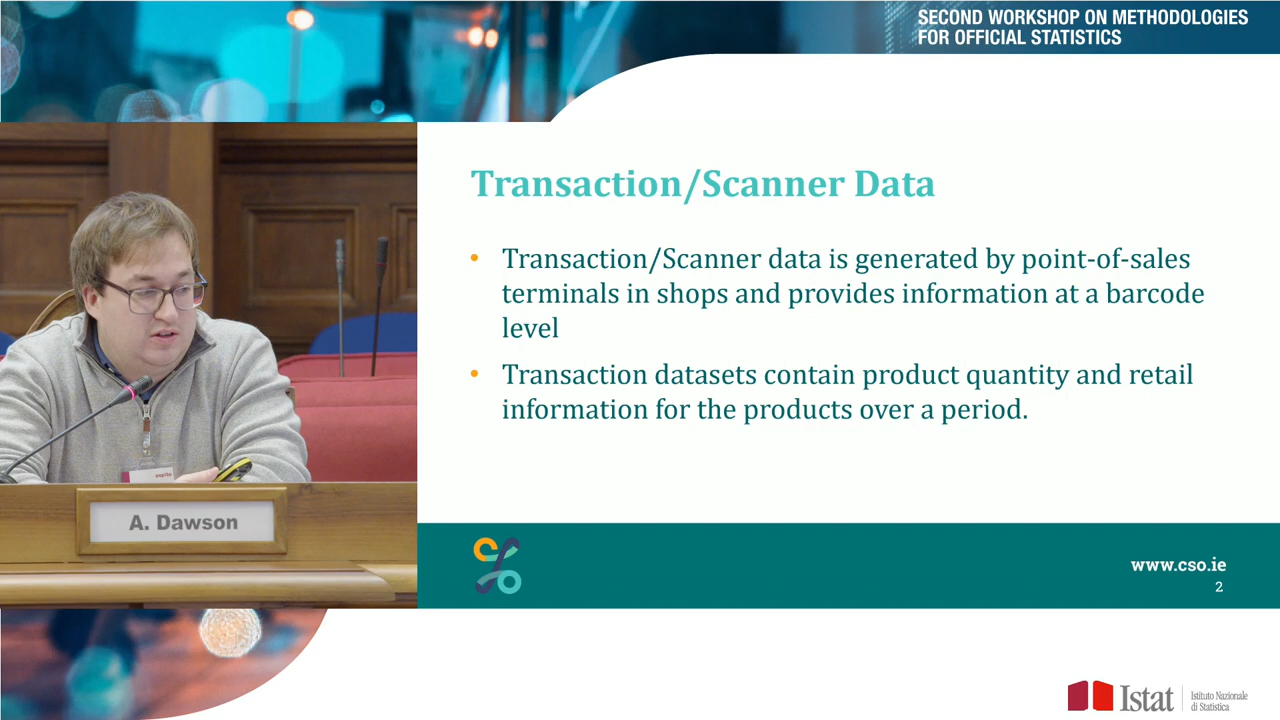 SECOND WORKSHOP ON METHODOLOGIES
FOR OFFICIAL STATISTICS
Transaction/Scanner Data
• Transaction/Scanner data is generated by point-of-sales
terminals in shops and provides information at a barcode
level
• Transaction datasets contain product quantity and retail
information for the products over a period.
A. Dawson
www.cso.ie
2
Istat
Istituto Nazionale
di Statistica